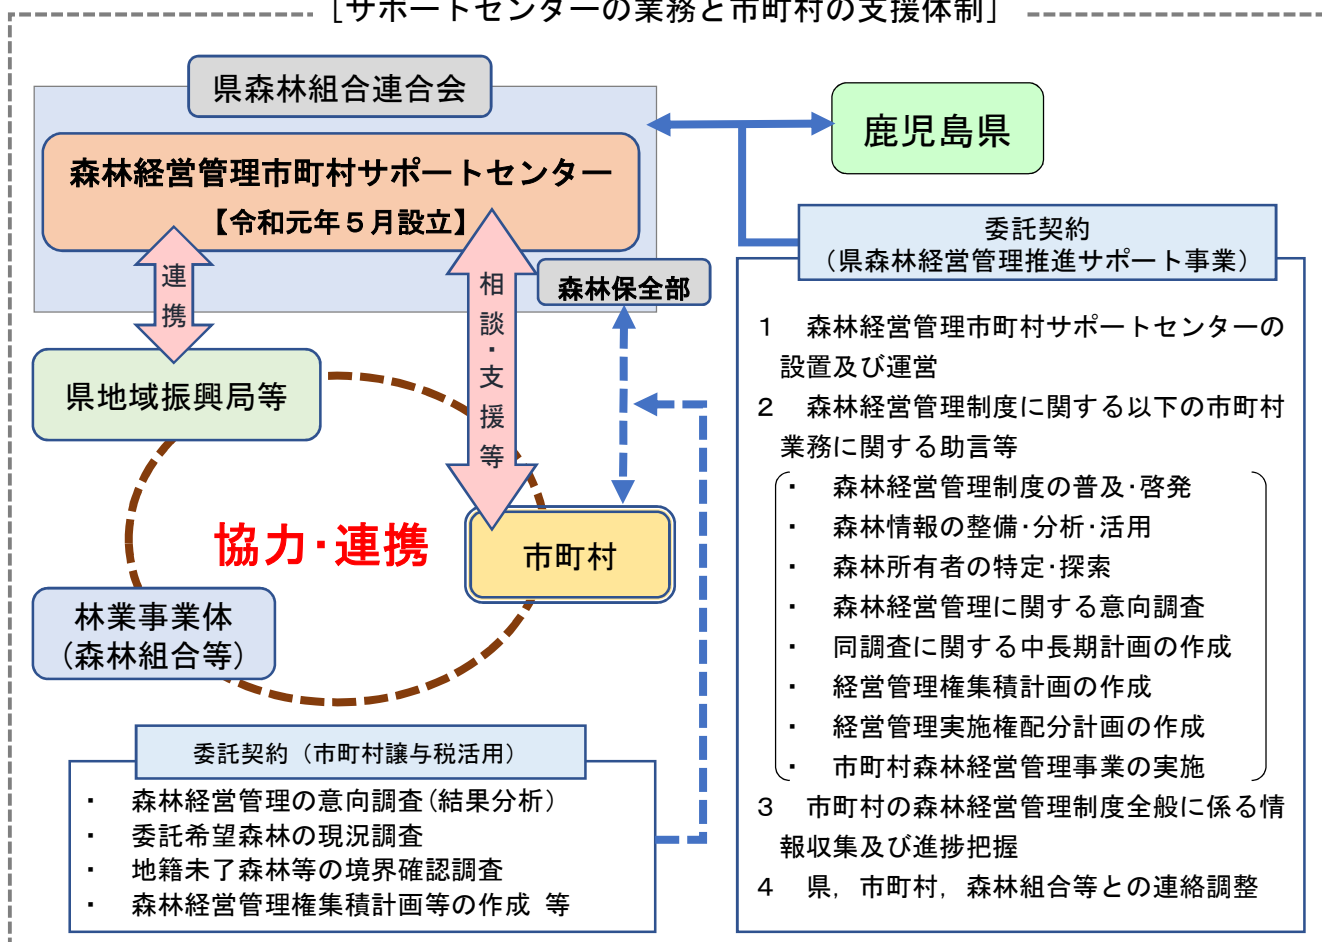 [サポートセンターの業務と市町村の支援体制]
県森林組合連合会
森林経営管理市町村サポートセンター
【令和元年５月設立】
鹿児島県
連携
相談・支援等
森林保全部
県地域振興局等
協力・連携
市町村
林業事業体
(森林組合等)
委託契約
(県森林経営管理推進サポート事業)
１　森林経営管理市町村サポートセンターの
設置及び運営
２　森林経営管理制度に関する以下の市町村
業務に関する助言等
・　森林経営管理制度の普及・啓発
・　森林情報の整備・分析・活用
・　森林所有者の特定・探索
・　森林経営管理に関する意向調査
・　同調査に関する中長期計画の作成
・　経営管理権集積計画の作成
・　経営管理実施権配分計画の作成
・　市町村森林経営管理事業の実施
３　市町村の森林経営管理制度全般に係る情
報収集及び進捗把握
４　県，市町村，森林組合等との連絡調整
委託契約（市町村譲与税活用）
・　森林経営管理の意向調査(結果分析)
・　委託希望森林の現況調査
・　地籍未了森林等の境界確認調査
・　森林経営管理権集積計画等の作成 等